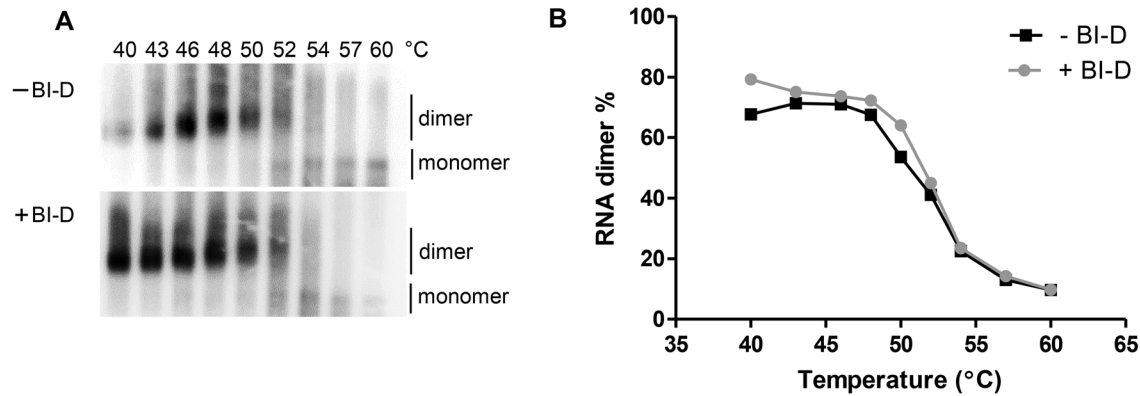 A
40 43 46 48 50 52 54 57 60 °C
−BI-D
dimer
monomer
+BI-D
dimer
monomer
B
- BI-D
+ BI-D
RNA dimer %
100
80
60
40
20
0
35 40 45 50 55 60 65
Temperature (°C)